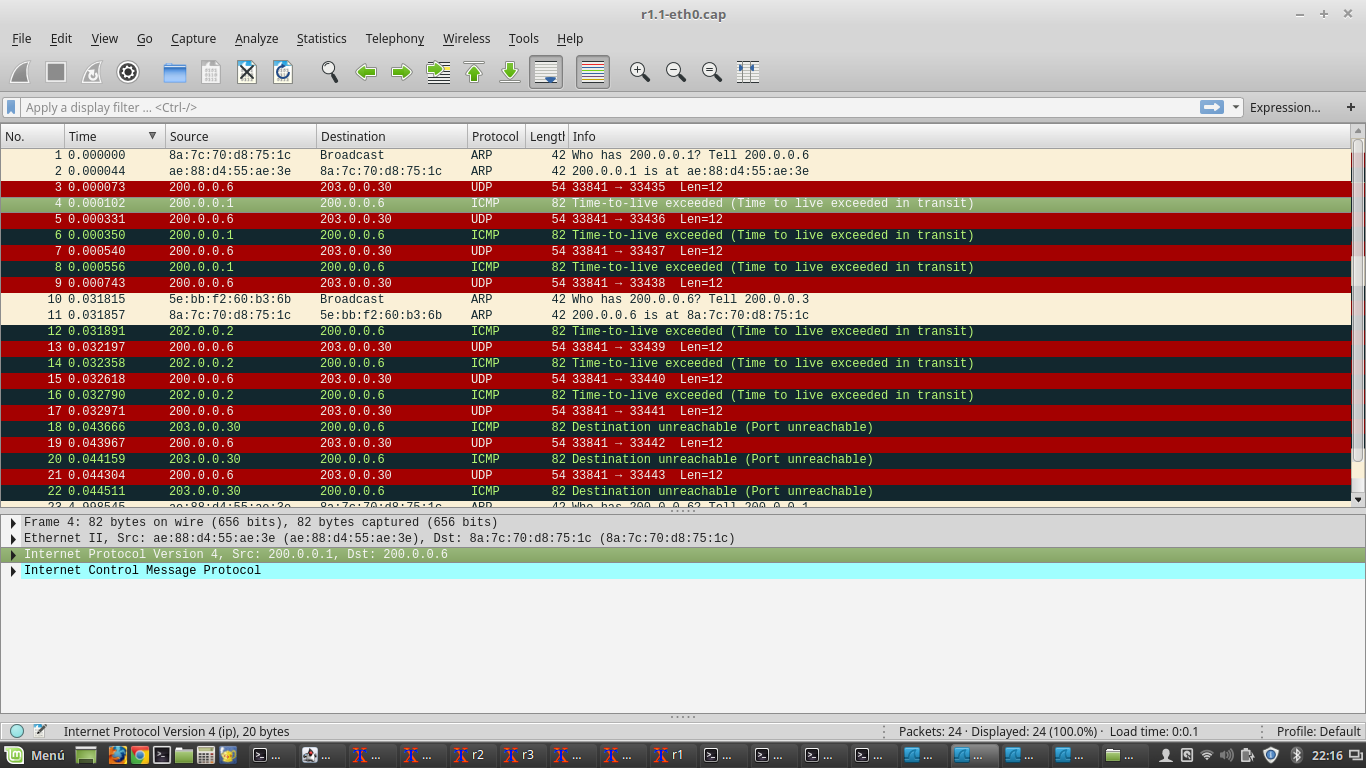 r1.1-eth0.cap
File Edit View Go Capture Analyze Statistics Telephony Wireless Tools Help
Apply a display filter ... <Ctrl-/> Expression... +
No. Time Source Destination Protocol Length Info
1 0.000000 8a:7c:70:d8:75:1c Broadcast ARP 42 Who has 200.0.0.1? Tell 200.0.0.6
2 0.000044 ae:88:d4:55:ae:3e 8a:7c:70:d8:75:1c ARP 42 200.0.0.1 is at ae:88:d4:55:ae:3e
3 0.000073 200.0.0.6 203.0.0.30 UDP 54 33841 → 33435 Len=12
4 0.000102 200.0.0.1 200.0.0.6 ICMP 82 Time-to-live exceeded (Time to live exceeded in transit)
5 0.000331 200.0.0.6 203.0.0.30 UDP 54 33841 → 33436 Len=12
6 0.000350 200.0.0.1 200.0.0.6 ICMP 82 Time-to-live exceeded (Time to live exceeded in transit)
7 0.000540 200.0.0.6 203.0.0.30 UDP 54 33841 → 33437 Len=12
8 0.000556 200.0.0.1 200.0.0.6 ICMP 82 Time-to-live exceeded (Time to live exceeded in transit)
9 0.000743 200.0.0.6 203.0.0.30 UDP 54 33841 → 33438 Len=12
10 0.031815 5e:bb:f2:60:b3:6b Broadcast ARP 42 Who has 200.0.0.6? Tell 200.0.0.3
11 0.031857 8a:7c:70:d8:75:1c 5e:bb:f2:60:b3:6b ARP 42 200.0.0.6 is at 8a:7c:70:d8:75:1c
12 0.031891 202.0.0.2 200.0.0.6 ICMP 82 Time-to-live exceeded (Time to live exceeded in transit)
13 0.032197 200.0.0.6 203.0.0.30 UDP 54 33841 → 33439 Len=12
14 0.032358 202.0.0.2 200.0.0.6 ICMP 82 Time-to-live exceeded (Time to live exceeded in transit)
15 0.032618 200.0.0.6 203.0.0.30 UDP 54 33841 → 33440 Len=12
16 0.032790 202.0.0.2 200.0.0.6 ICMP 82 Time-to-live exceeded (Time to live exceeded in transit)
17 0.032971 200.0.0.6 203.0.0.30 UDP 54 33841 → 33441 Len=12
18 0.043666 203.0.0.30 200.0.0.6 ICMP 82 Destination unreachable (Port unreachable)
19 0.043967 200.0.0.6 203.0.0.30 UDP 54 33841 → 33442 Len=12
20 0.044159 203.0.0.30 200.0.0.6 ICMP 82 Destination unreachable (Port unreachable)
21 0.044304 200.0.0.6 203.0.0.30 UDP 54 33841 → 33443 Len=12
22 0.044511 203.0.0.30 200.0.0.6 ICMP 82 Destination unreachable (Port unreachable)
23 4.998545 ae:88:d4:55:ae:3e 8a:7c:70:d8:75:1c ARP 42 Who has 200.0.0.6? Tell 200.0.0.1
Frame 4: 82 bytes on wire (656 bits), 82 bytes captured (656 bits)
Ethernet II, Src: ae:88:d4:55:ae:3e (ae:88:d4:55:ae:3e), Dst: 8a:7c:70:d8:75:1c (8a:7c:70:d8:75:1c)
Internet Protocol Version 4, Src: 200.0.0.1, Dst: 200.0.0.6
Internet Control Message Protocol
Internet Protocol Version 4 (ip), 20 bytes Packets: 24 · Displayed: 24 (100.0%) · Load time: 0:0.1 Profile: Default
Menú ... ... ... ... r2 r3 ... ... r1 ... ... ... ... ... ... ... ... ... 22:16